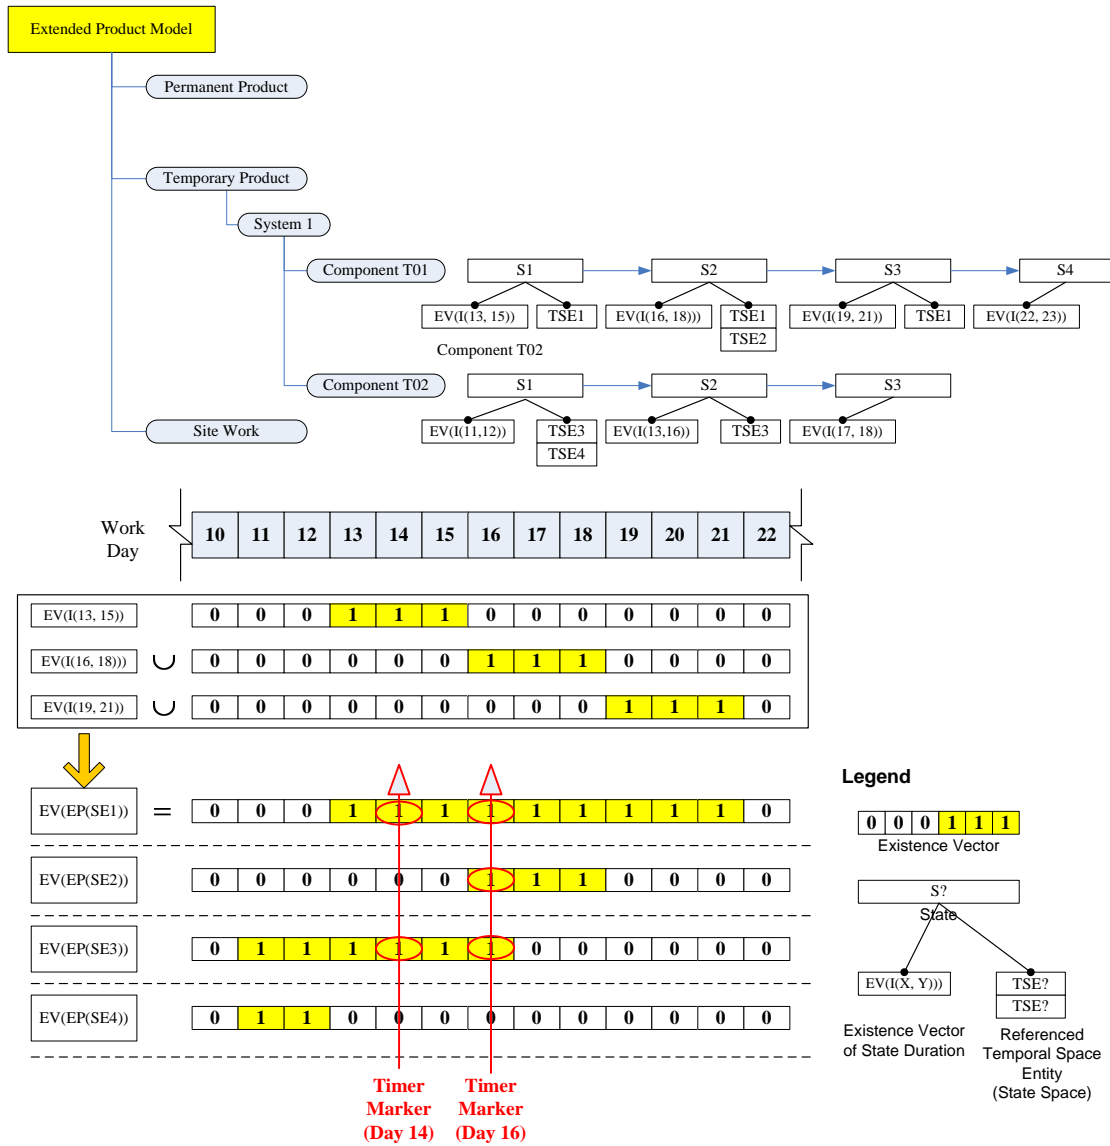 Extended Product Model
Permanent Product
Temporary Product
System 1
Component T01
S1
S2
S3
S4
EV(I(13, 15))
TSE1
EV(I(16, 18)))
TSE1
EV(I(19, 21))
TSE1
EV(I(22, 23))
TSE2
Component T02
Component T02
S1
S2
S3
Site Work
EV(I(11,12))
TSE3
EV(I(13,16))
TSE3
EV(I(17, 18))
TSE4
Work
Day
10 11 12 13 14 15 16 17 18 19 20 21 22
EV(I(13, 15))
0 0 0 1 1 1 0 0 0 0 0 0 0
EV(I(16, 18)))
∪
0 0 0 0 0 0 1 1 1 0 0 0 0
EV(I(19, 21))
∪
0 0 0 0 0 0 0 0 0 1 1 1 0
EV(EP(SE1))
=
0 0 0 1 1 1 1 1 1 1 1 1 0
EV(EP(SE2))
0 0 0 0 0 0 1 1 1 0 0 0 0
EV(EP(SE3))
0 1 1 1 1 1 1 0 0 0 0 0 0
EV(EP(SE4))
0 1 1 0 0 0 0 0 0 0 0 0 0
Timer
Marker
(Day 14)
Timer
Marker
(Day 16)
Legend
0 0 0 1 1 1
Existence Vector
S?
State
EV(I(X, Y)))
TSE?
TSE?
Existence Vector
of State Duration
Referenced
Temporal Space
Entity
(State Space)